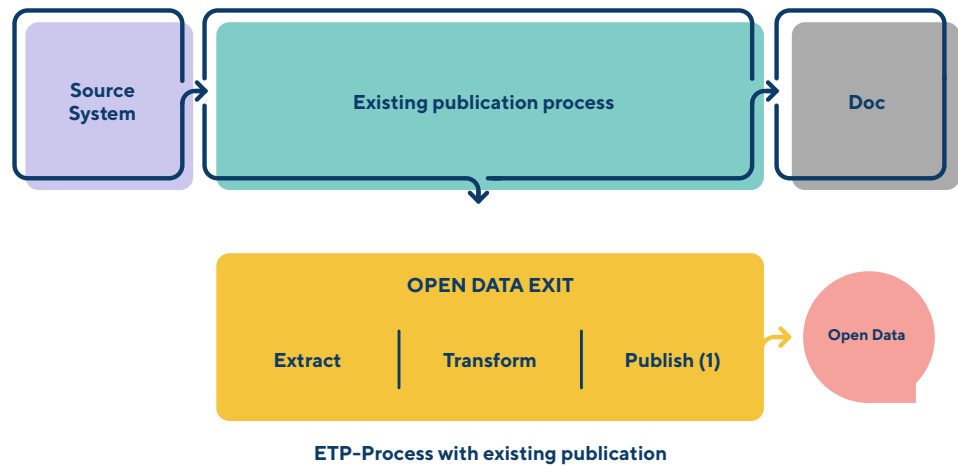 Source
System
Existing publication process
Doc
OPEN DATA EXIT
Extract
Transform
Publish (1)
Open Data
ETP-Process with existing publication